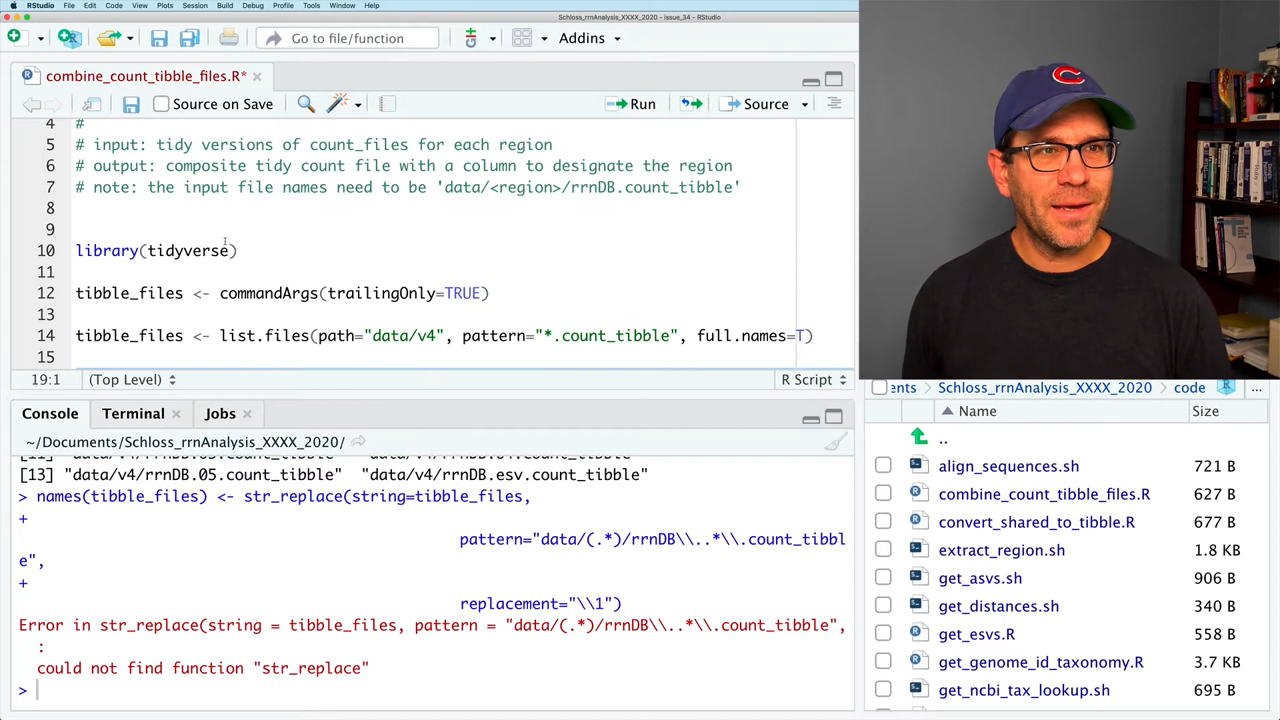 RStudio File Edit Code View Plots Session Build Debug Profile Tools Window Help
Schloss_rrnAnalysis_XXXX_2020 - issue_34 - RStudio
Go to file/function Addins
combine_count_tibble_files.R*
Source on Save Run Source
4 #
5 # input: tidy versions of count_files for each region
6 # output: composite tidy count file with a column to designate the region
7 # note: the input file names need to be 'data/<region>/rrnDB.count_tibble'
8
9
10 library(tidyverse)
11
12 tibble_files <- commandArgs(trailingOnly=TRUE)
13
14 tibble_files <- list.files(path="data/v4", pattern="*.count_tibble", full.names=T)
15
19:1 (Top Level) R Script
Console Terminal Jobs
~/Documents/Schloss_rrnAnalysis_XXXX_2020/
[13] "data/v4/rrnDB.05.count_tibble" "data/v4/rrnDB.esv.count_tibble"
> names(tibble_files) <- str_replace(string=tibble_files,
+
pattern="data/(.*)/rrnDB\\..*\\.count_tibbl
e",
+
replacement="\\1")
Error in str_replace(string = tibble_files, pattern = "data/(.*)/rrnDB\\..*\\.count_tibble",
:
could not find function "str_replace"
>
ents Schloss_rrnAnalysis_XXXX_2020 code ...
Name Size
..
align_sequences.sh 721 B
combine_count_tibble_files.R 627 B
convert_shared_to_tibble.R 677 B
extract_region.sh 1.8 KB
get_asvs.sh 906 B
get_distances.sh 340 B
get_esvs.R 558 B
get_genome_id_taxonomy.R 3.7 KB
get_ncbi_tax_lookup.sh 695 B